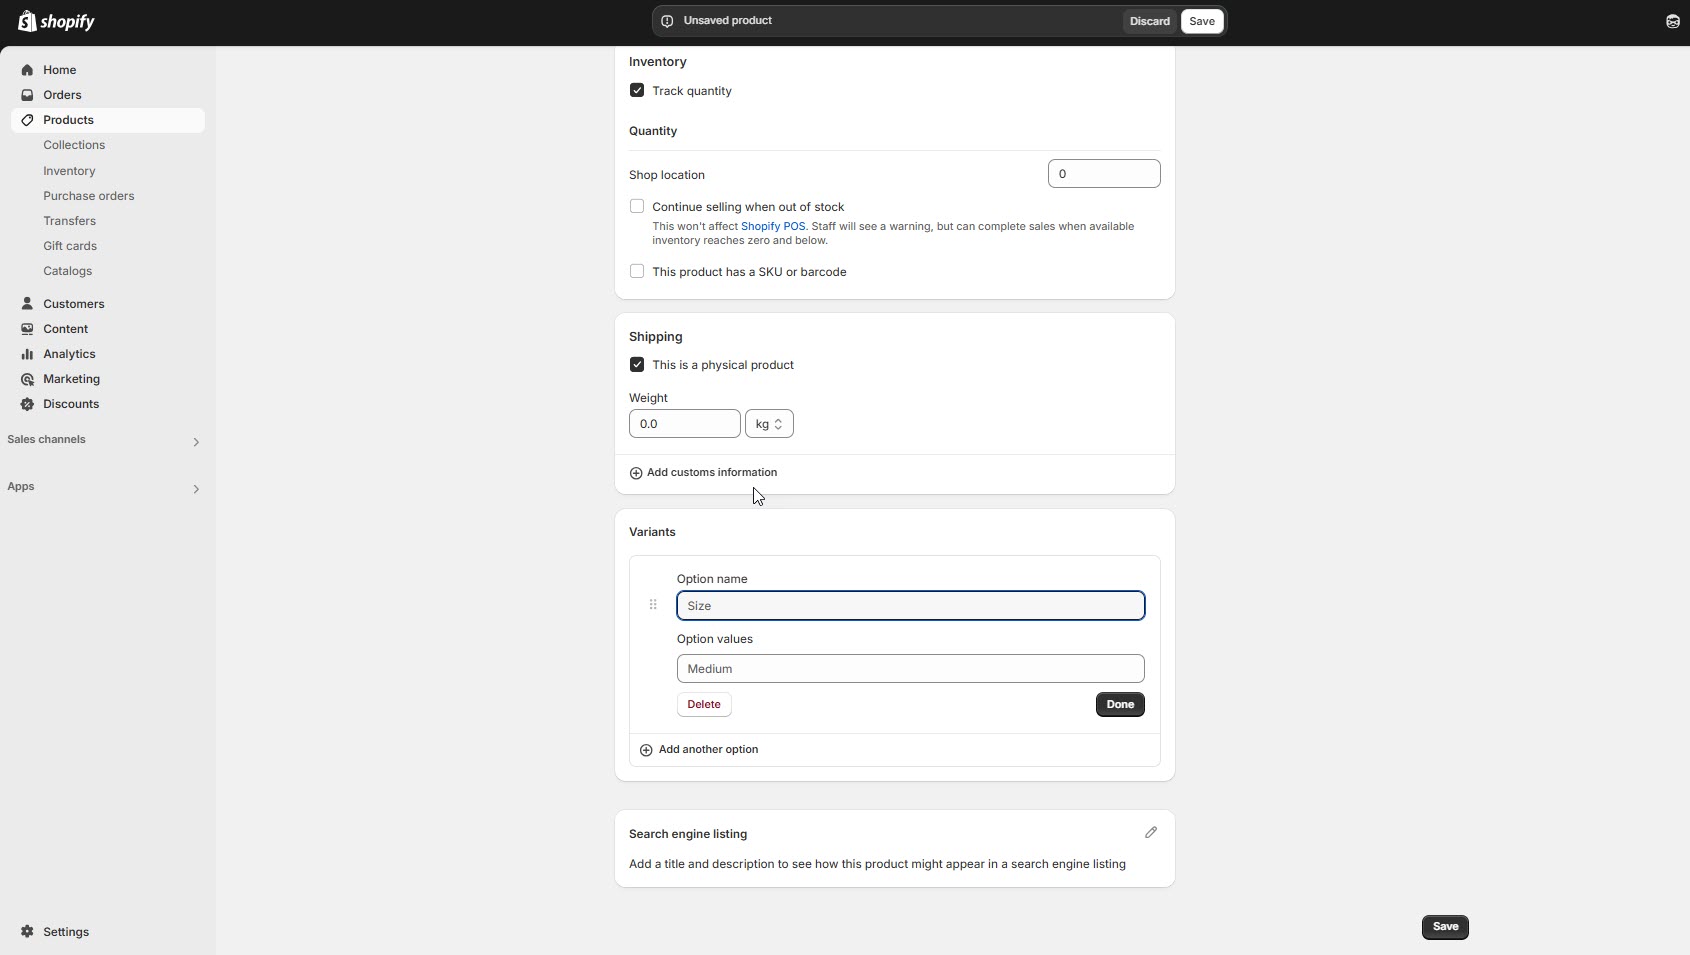 shopify
Unsaved product
Discard
Save
Home
Orders
Products
Collections
Inventory
Purchase orders
Transfers
Gift cards
Catalogs
Customers
Content
Analytics
Marketing
Discounts
Sales channels
Apps
Settings
Inventory
Track quantity
Quantity
Shop location
0
Continue selling when out of stock
This won't affect Shopify POS. Staff will see a warning, but can complete sales when available
inventory reaches zero and below.
This product has a SKU or barcode
Shipping
This is a physical product
Weight
0.0
kg
Add customs information
Variants
Option name
Size
Option values
Medium
Delete
Done
Add another option
Search engine listing
Add a title and description to see how this product might appear in a search engine listing
Save